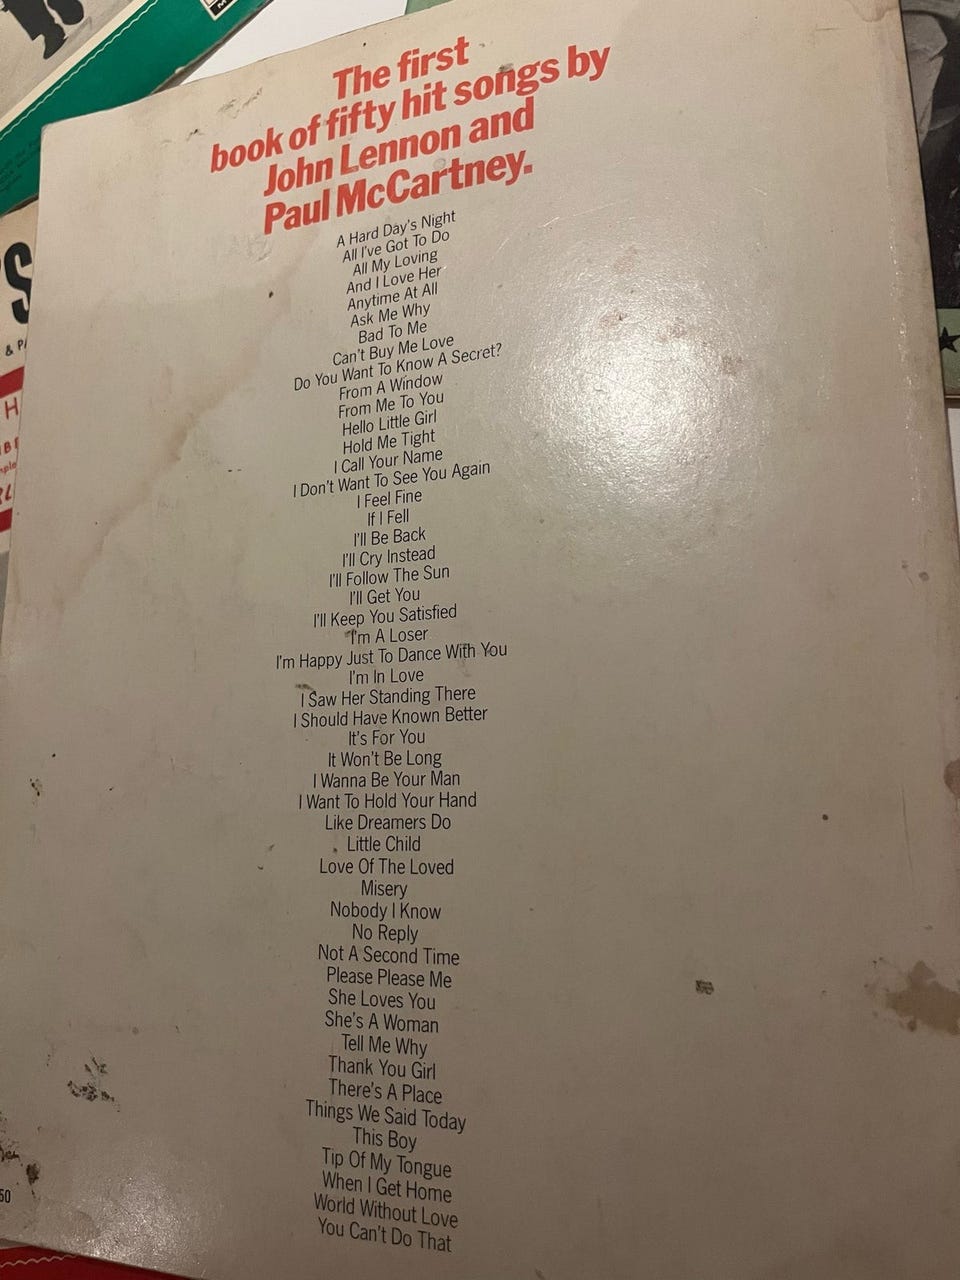 The first
book of fifty hit songs by
John Lennon and
Paul McCartney.
A Hard Day's Night
All I've Got To Do
All My Loving
And I Love Her
Anytime At All
Ask Me Why
Bad To Me
Can't Buy Me Love
Do You Want To Know A Secret?
From A Window
From Me To You
Hello Little Girl
Hold Me Tight
I Call Your Name
I Don't Want To See You Again
I Feel Fine
If I Fell
I'll Be Back
I'll Cry Instead
I'll Follow The Sun
I'll Get You
I'll Keep You Satisfied
I'm A Loser
I'm Happy Just To Dance With You
I'm In Love
I Saw Her Standing There
I Should Have Known Better
It's For You
It Won't Be Long
I Wanna Be Your Man
I Want To Hold Your Hand
Like Dreamers Do
Little Child
Love Of The Loved
Misery
Nobody I Know
No Reply
Not A Second Time
Please Please Me
She Loves You
She's A Woman
Tell Me Why
Thank You Girl
There's A Place
Things We Said Today
This Boy
Tip Of My Tongue
When I Get Home
World Without Love
You Can't Do That